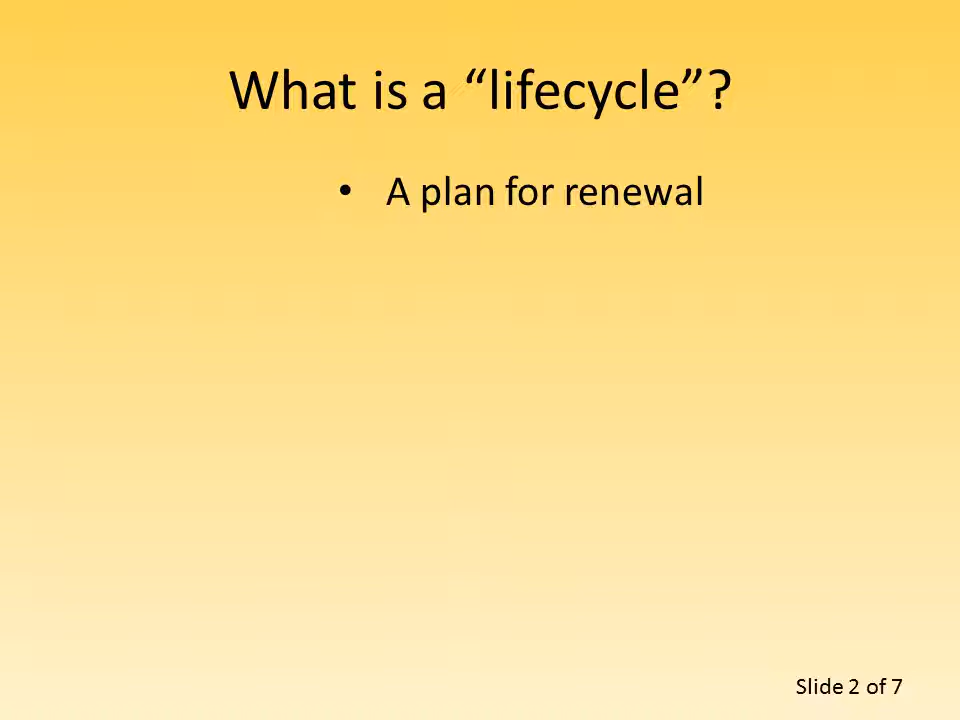 What is a “lifecycle”?
• A plan for renewal
Slide 2 of 7